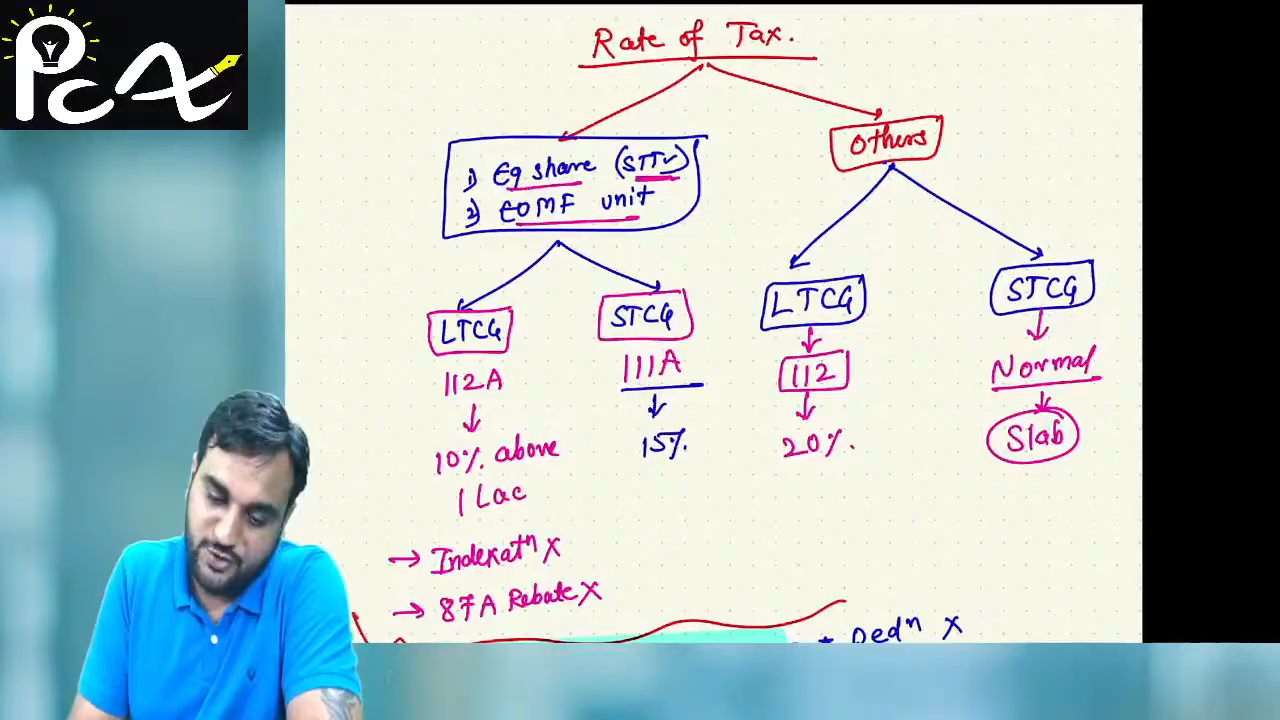 PCA
Rate of Tax.
1) Eq share (STT✓)
2) EOMF unit
Others
LTCG
STCG
LTCG
STCG
112A
111A
112
Normal
10% above
1 Lac
15%
20%.
Slab
→ Indexatⁿ X
→ 87A Rebate X
* Dedⁿ X